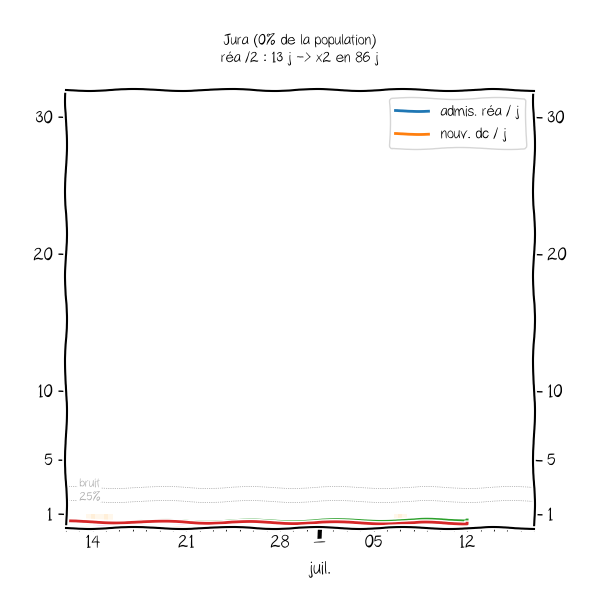 Jura (0% de la population)
réa /2 : 13 j -> x2 en 86 j
admis. réa / j
nouv. dc / j
30
30
20
20
10
10
5
5
bruit
25%
1
1
14
21
28
1
05
12
juil.